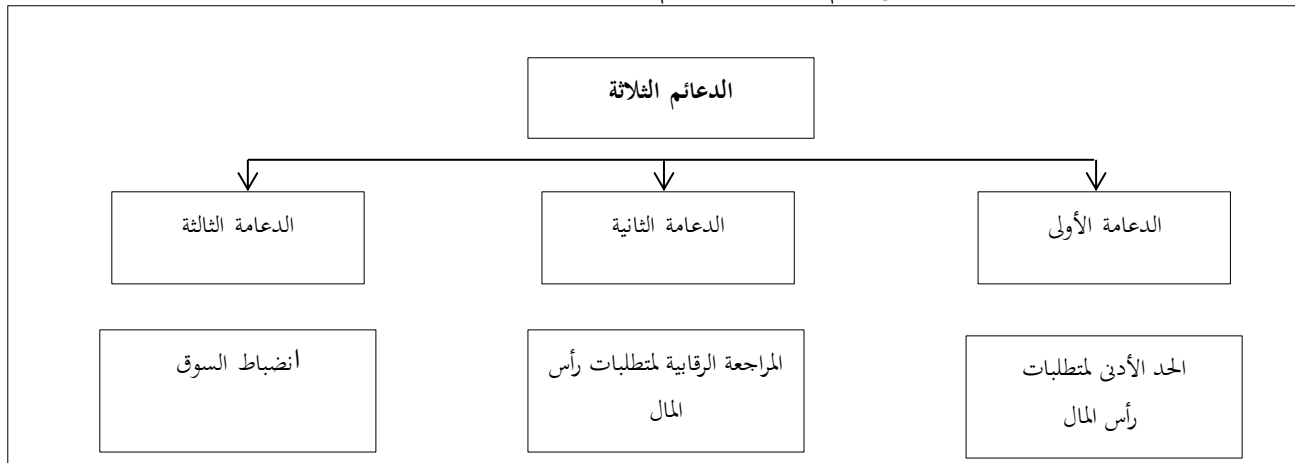 الدعائم الثلاثة
الدعامة الأولى
الدعامة الثانية
الدعامة الثالثة
الحد الأدنى لمتطلبات
رأس المال
المراجعة الرقابية لمتطلبات رأس
المال
انضباط السوق